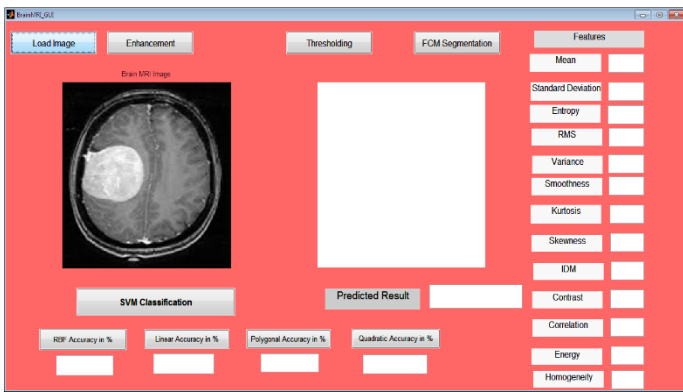 BrainMRI_GUI
Load Image
Enhancement
Thresholding
FCM Segmentation
Features
Brain MRI Image
Mean
Standard Deviation
Entropy
RMS
Variance
Smoothness
Kurtosis
Skewness
IDM
Contrast
Correlation
Energy
Homogeneity
SVM Classification
Predicted Result
RBF Accuracy in %
Linear Accuracy in %
Polygonal Accuracy in %
Quadratic Accuracy in %